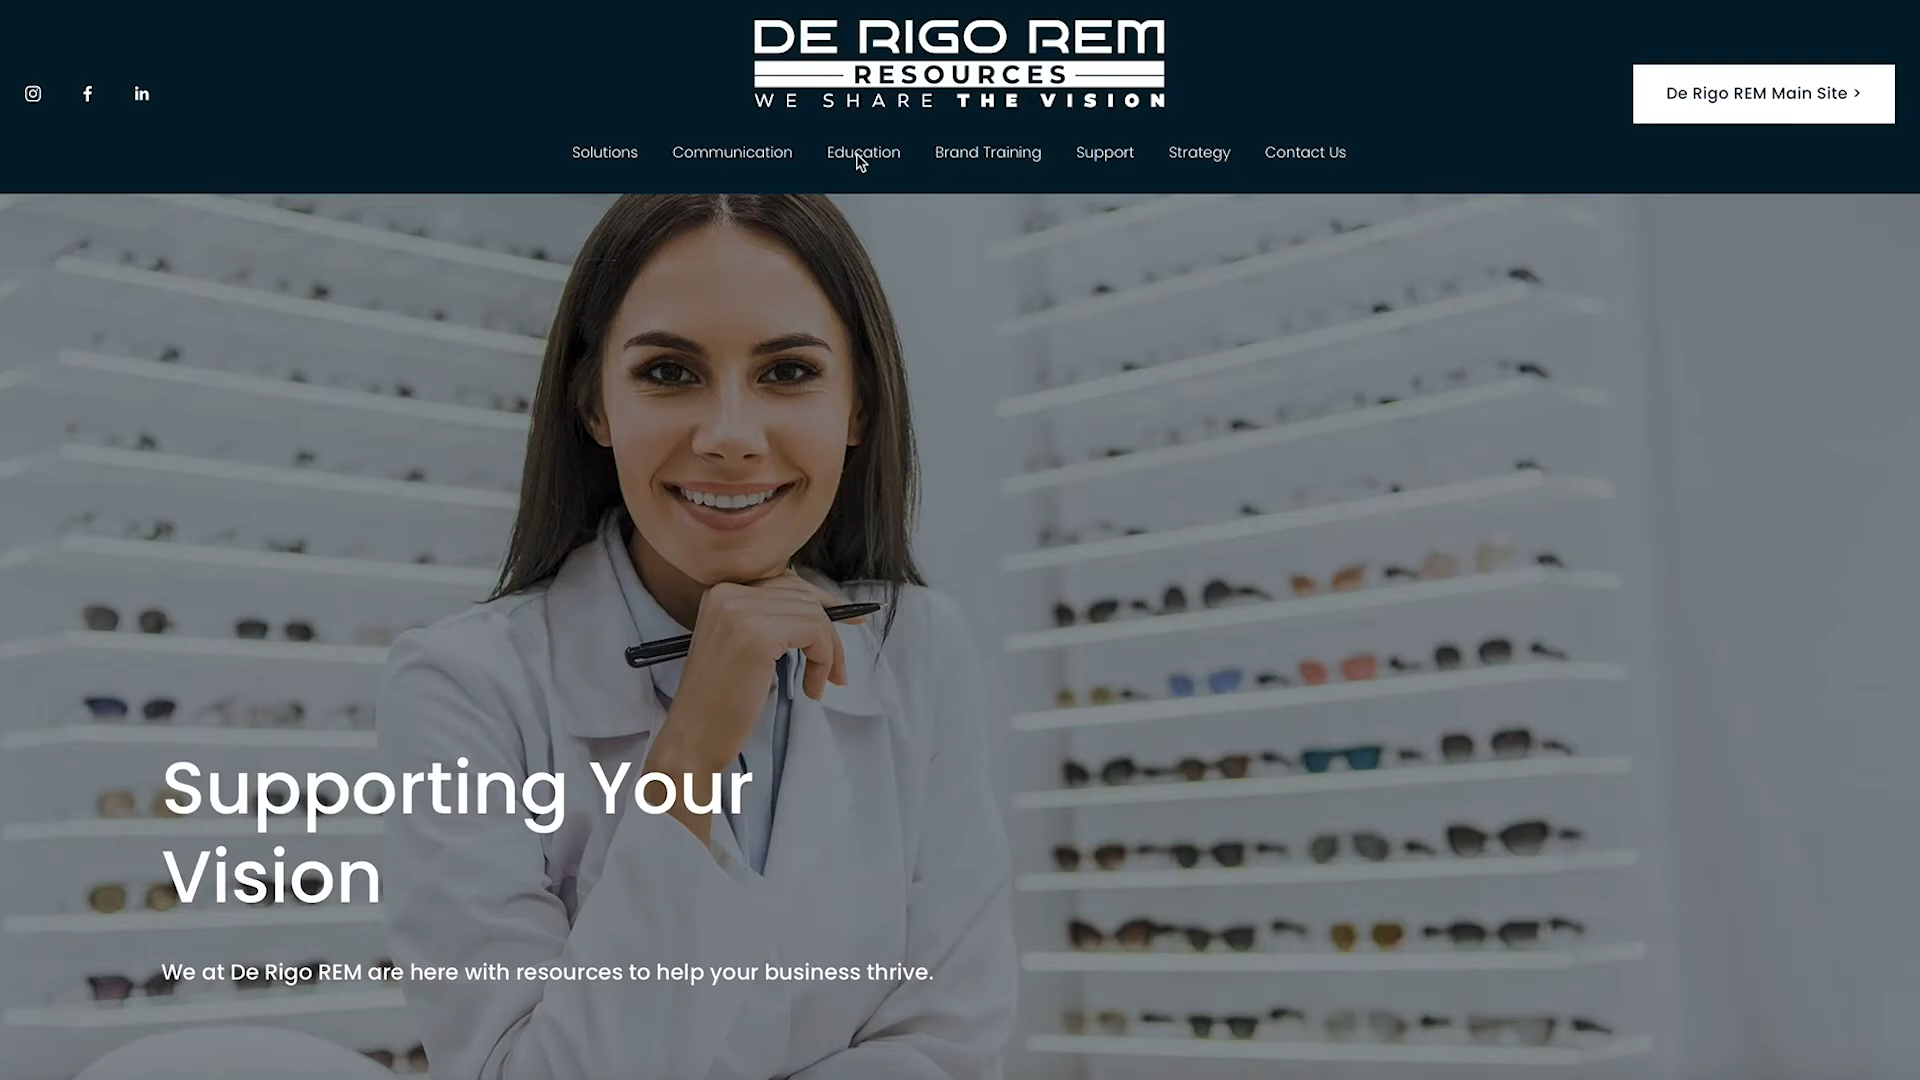 DE RIGO REM
RESOURCES
WE SHARE THE VISION
De Rigo REM Main Site >
Solutions Communication Education Brand Training Support Strategy Contact Us
Supporting Your
Vision
We at De Rigo REM are here with resources to help your business thrive.